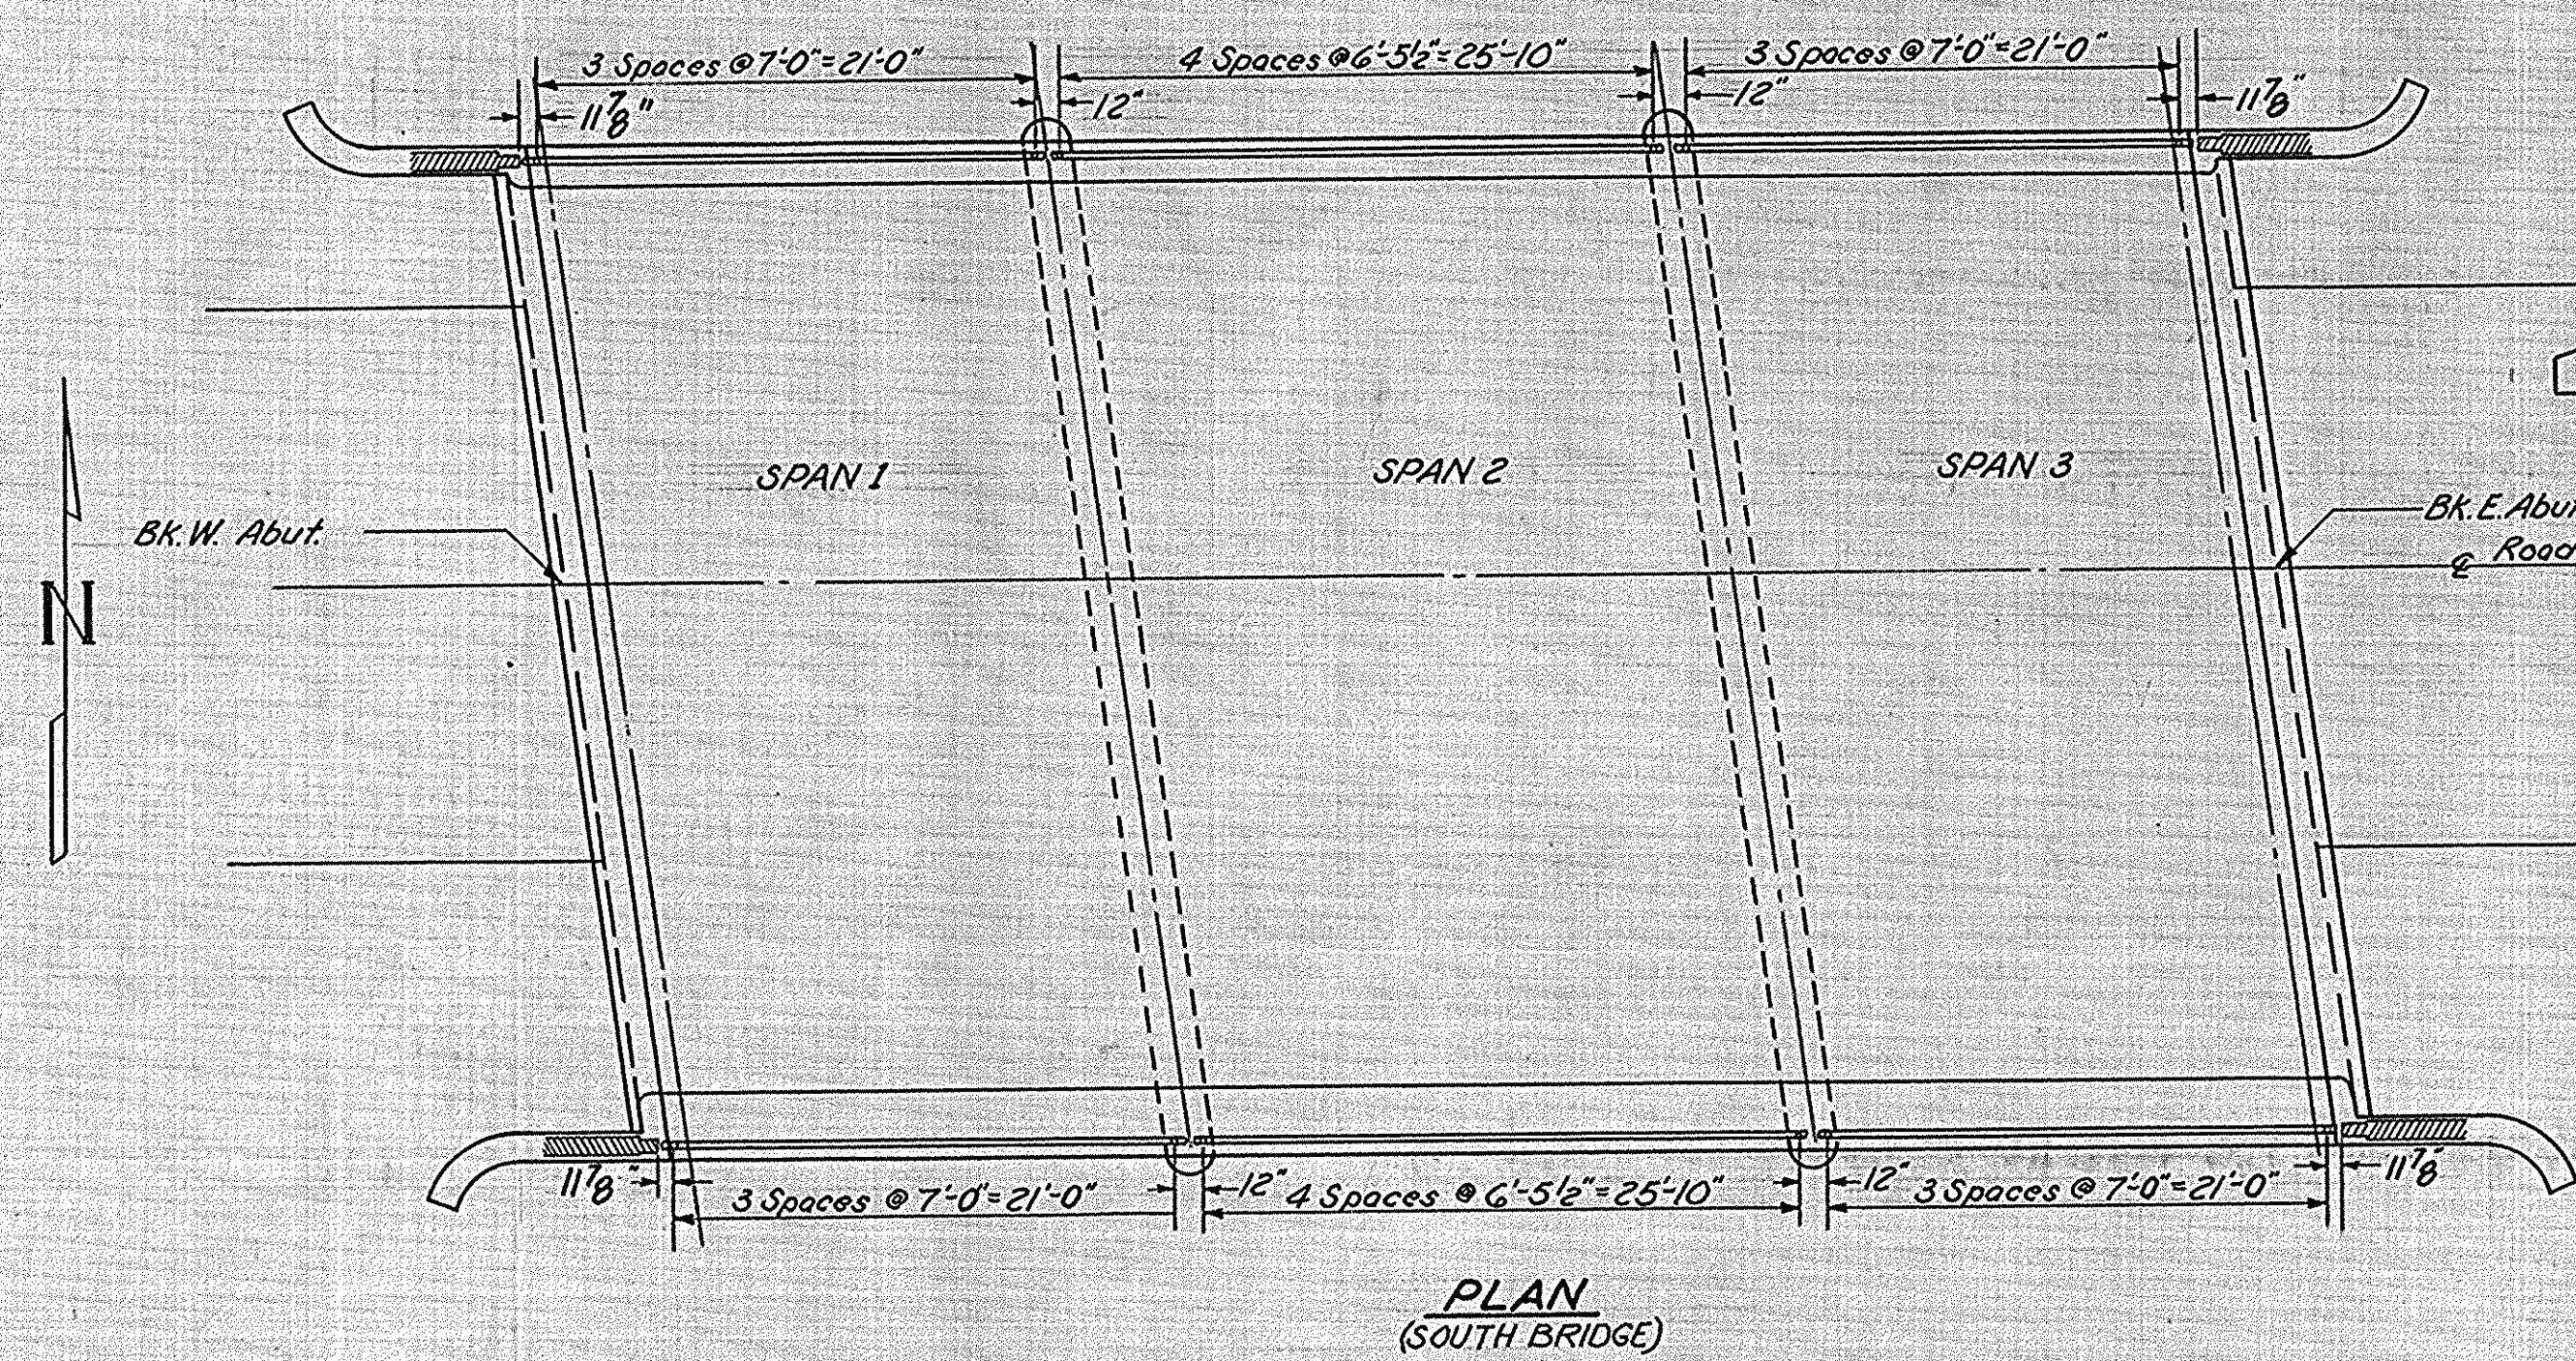 3 Spaces @ 7'-0" = 21'-0"
4 Spaces @ 6'-5½" = 25'-10"
3 Spaces @ 7'-0" = 21'-0"
11⅞"
12"
12"
11⅞"
SPAN 1
SPAN 2
SPAN 3
BK. W. Abut.
BK. E. Abut
℄ Road
N
11⅞"
3 Spaces @ 7'-0" = 21'-0"
12"
4 Spaces @ 6'-5½" = 25'-10"
12"
3 Spaces @ 7'-0" = 21'-0"
11⅞"
PLAN
(SOUTH BRIDGE)